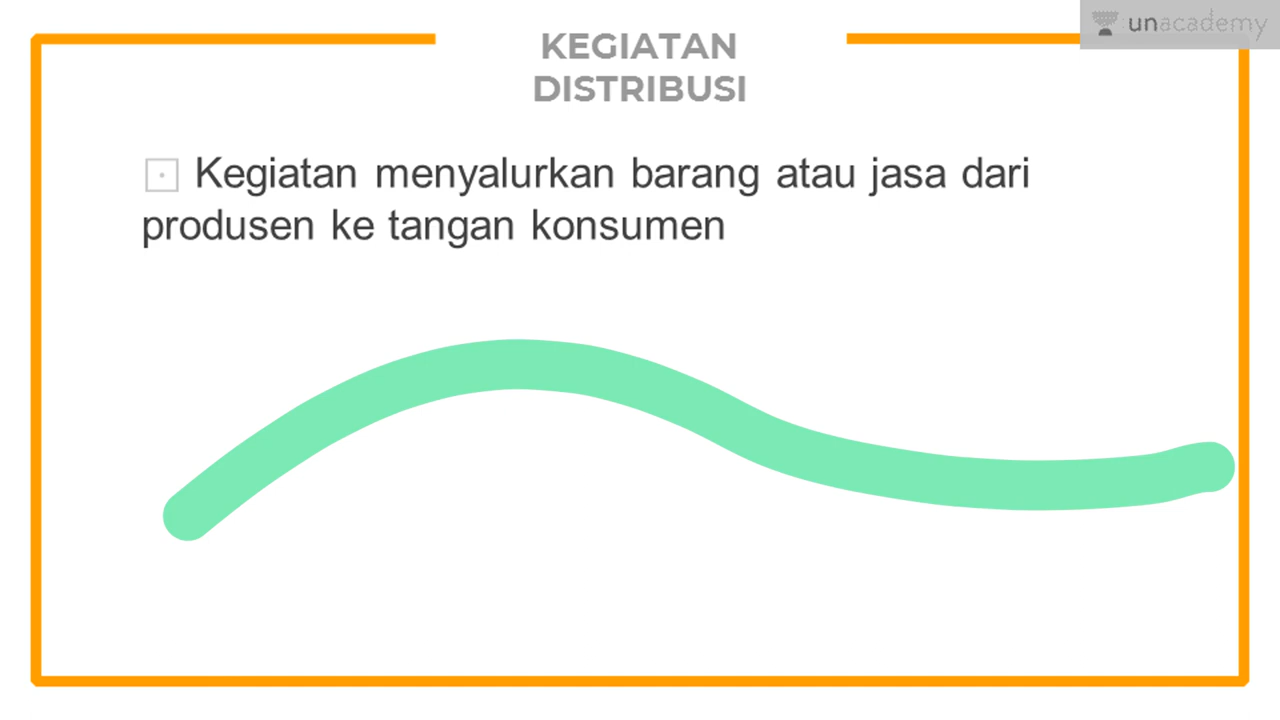 unacademy
KEGIATAN
DISTRIBUSI
Kegiatan menyalurkan barang atau jasa dari
produsen ke tangan konsumen